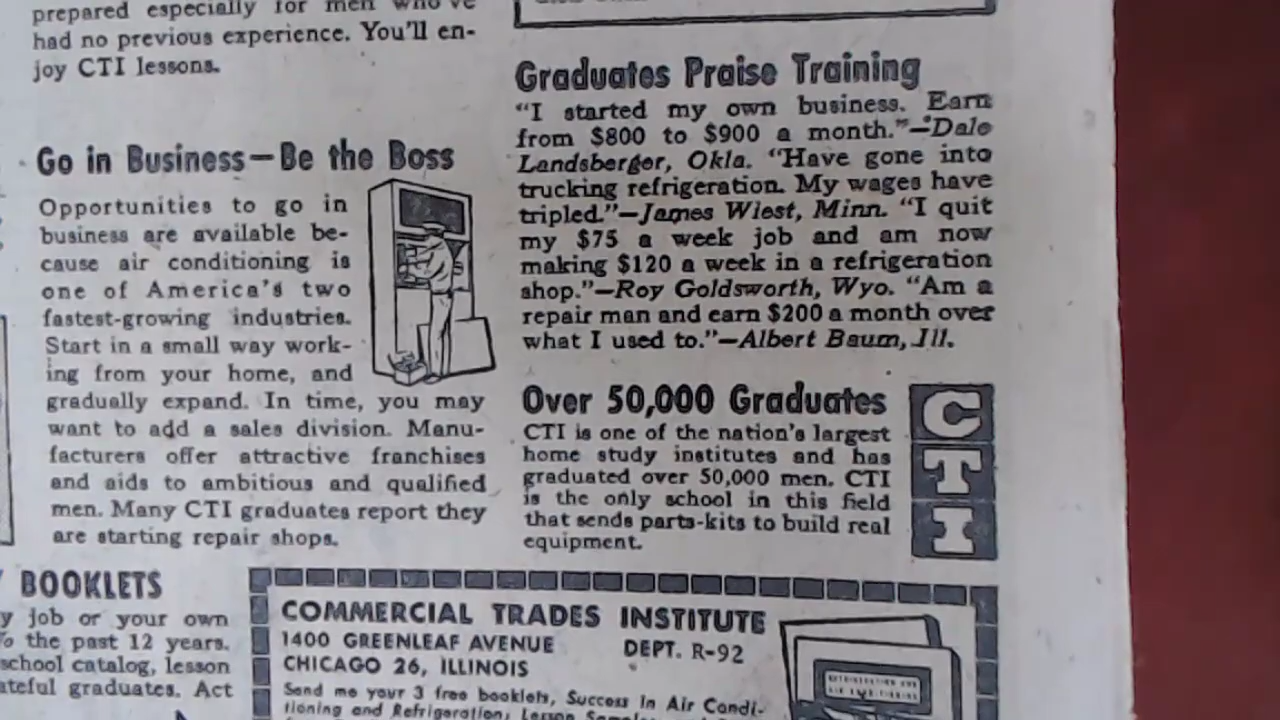 prepared especially for men who've
had no previous experience. You'll en-
joy CTI lessons.
Go in Business—Be the Boss
Opportunities to go in
business are available be-
cause air conditioning is
one of America's two
fastest-growing industries.
Start in a small way work-
ing from your home, and
gradually expand. In time, you may
want to add a sales division. Manu-
facturers offer attractive franchises
and aids to ambitious and qualified
men. Many CTI graduates report they
are starting repair shops.
Graduates Praise Training
"I started my own business. Earn
from $800 to $900 a month."—Dale
Landsberger, Okla. "Have gone into
trucking refrigeration. My wages have
tripled."—James Wiest, Minn. "I quit
my $75 a week job and am now
making $120 a week in a refrigeration
shop."—Roy Goldsworth, Wyo. "Am a
repair man and earn $200 a month over
what I used to."—Albert Baum, Ill.
Over 50,000 Graduates
CTI is one of the nation's largest
home study institutes and has
graduated over 50,000 men. CTI
is the only school in this field
that sends parts-kits to build real
equipment.
CTI
BOOKLETS
y job or your own
the past 12 years.
school catalog, lesson
ateful graduates. Act
COMMERCIAL TRADES INSTITUTE
1400 GREENLEAF AVENUE DEPT. R-92
CHICAGO 26, ILLINOIS
Send me your 3 free booklets, Success in Air Condi-
tioning and Refrigeration, Lesson